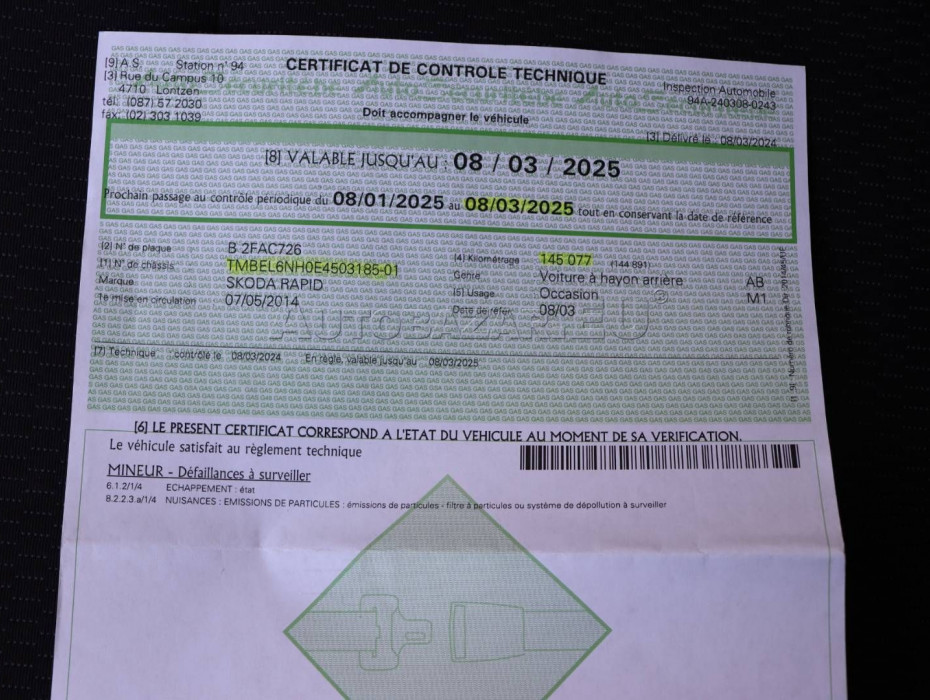 CERTIFICAT DE CONTROLE TECHNIQUE
[9] A.S. Station n° 94
[3] Rue du Campus 10
4710 Lontzen
tél: (087) 57 2030
fax: (02) 303 1039
Inspection Automobile
94A-240308-0243
Auto Sécurité
Doit accompagner le véhicule
[3] Délivré le : 08/03/2024
[8] VALABLE JUSQU'AU : 08 / 03 / 2025
Prochain passage au contrôle périodique du 08/01/2025 au 08/03/2025 tout en conservant la date de référence
[2] N° de plaque B 2FAC726
[1] N° de châssis TMBEL6NH0E4503185-01
Marque SKODA RAPID
1e mise en circulation 07/05/2014
[4] Kilométrage 145 077 (144 891)
Genre Voiture à hayon arrière AB
[5] Usage Occasion M1
Date de réfer. 08/03
AUTOBAZAR.EU®
[7] Technique : contrôlé le 08/03/2024 En règle, valable jusqu'au 08/03/2025
[6] LE PRESENT CERTIFICAT CORRESPOND A L'ETAT DU VEHICULE AU MOMENT DE SA VERIFICATION.
Le véhicule satisfait au règlement technique
MINEUR - Défaillances à surveiller
6.1.2/1/4 ECHAPPEMENT : état
8.2.2.3.a/1/4 NUISANCES : EMISSIONS DE PARTICULES : émissions de particules - filtre à particules ou système de dépollution à surveiller